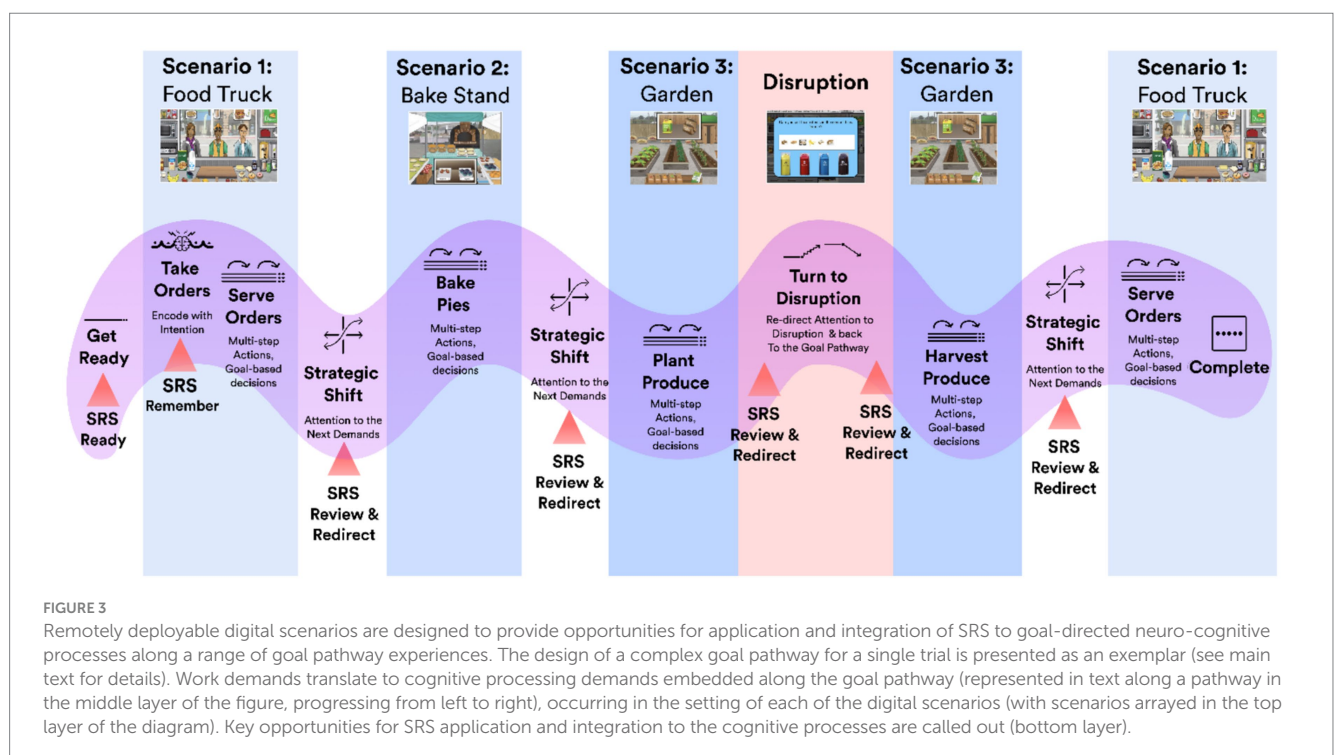 Scenario 1:
Food Truck
Scenario 2:
Bake Stand
Scenario 3:
Garden
Disruption
Scenario 3:
Garden
Scenario 1:
Food Truck
Get
Ready
SRS
Ready
Take
Orders
Encode with
Intention
SRS
Remember
Serve
Orders
Multi-step
Actions,
Goal-based
decisions
Strategic
Shift
Attention to the
Next Demands
SRS
Review &
Redirect
Bake
Pies
Multi-step
Actions,
Goal-based
decisions
Strategic
Shift
Attention to the
Next Demands
SRS
Review &
Redirect
Plant
Produce
Multi-step
Actions,
Goal-based
decisions
Turn to
Disruption
Re-direct Attention to
Disruption & back
To the Goal Pathway
SRS
Review &
Redirect
SRS
Review &
Redirect
Harvest
Produce
Multi-step
Actions,
Goal-based
decisions
Strategic
Shift
Attention to the
Next Demands
SRS
Review &
Redirect
Serve
Orders
Multi-step
Actions,
Goal-based
decisions
Complete
FIGURE 3
Remotely deployable digital scenarios are designed to provide opportunities for application and integration of SRS to goal-directed neuro-cognitive
processes along a range of goal pathway experiences. The design of a complex goal pathway for a single trial is presented as an exemplar (see main
text for details). Work demands translate to cognitive processing demands embedded along the goal pathway (represented in text along a pathway in
the middle layer of the figure, progressing from left to right), occurring in the setting of each of the digital scenarios (with scenarios arrayed in the top
layer of the diagram). Key opportunities for SRS application and integration to the cognitive processes are called out (bottom layer).